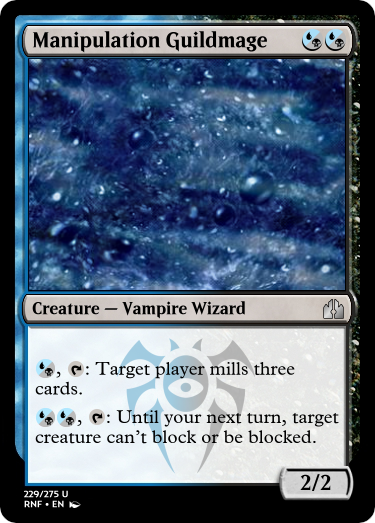 Manipulation Guildmage
Creature — Vampire Wizard
, : Target player mills three
cards.
, : Until your next turn, target
creature can't block or be blocked.
2/2
229/275 U
RNF • EN